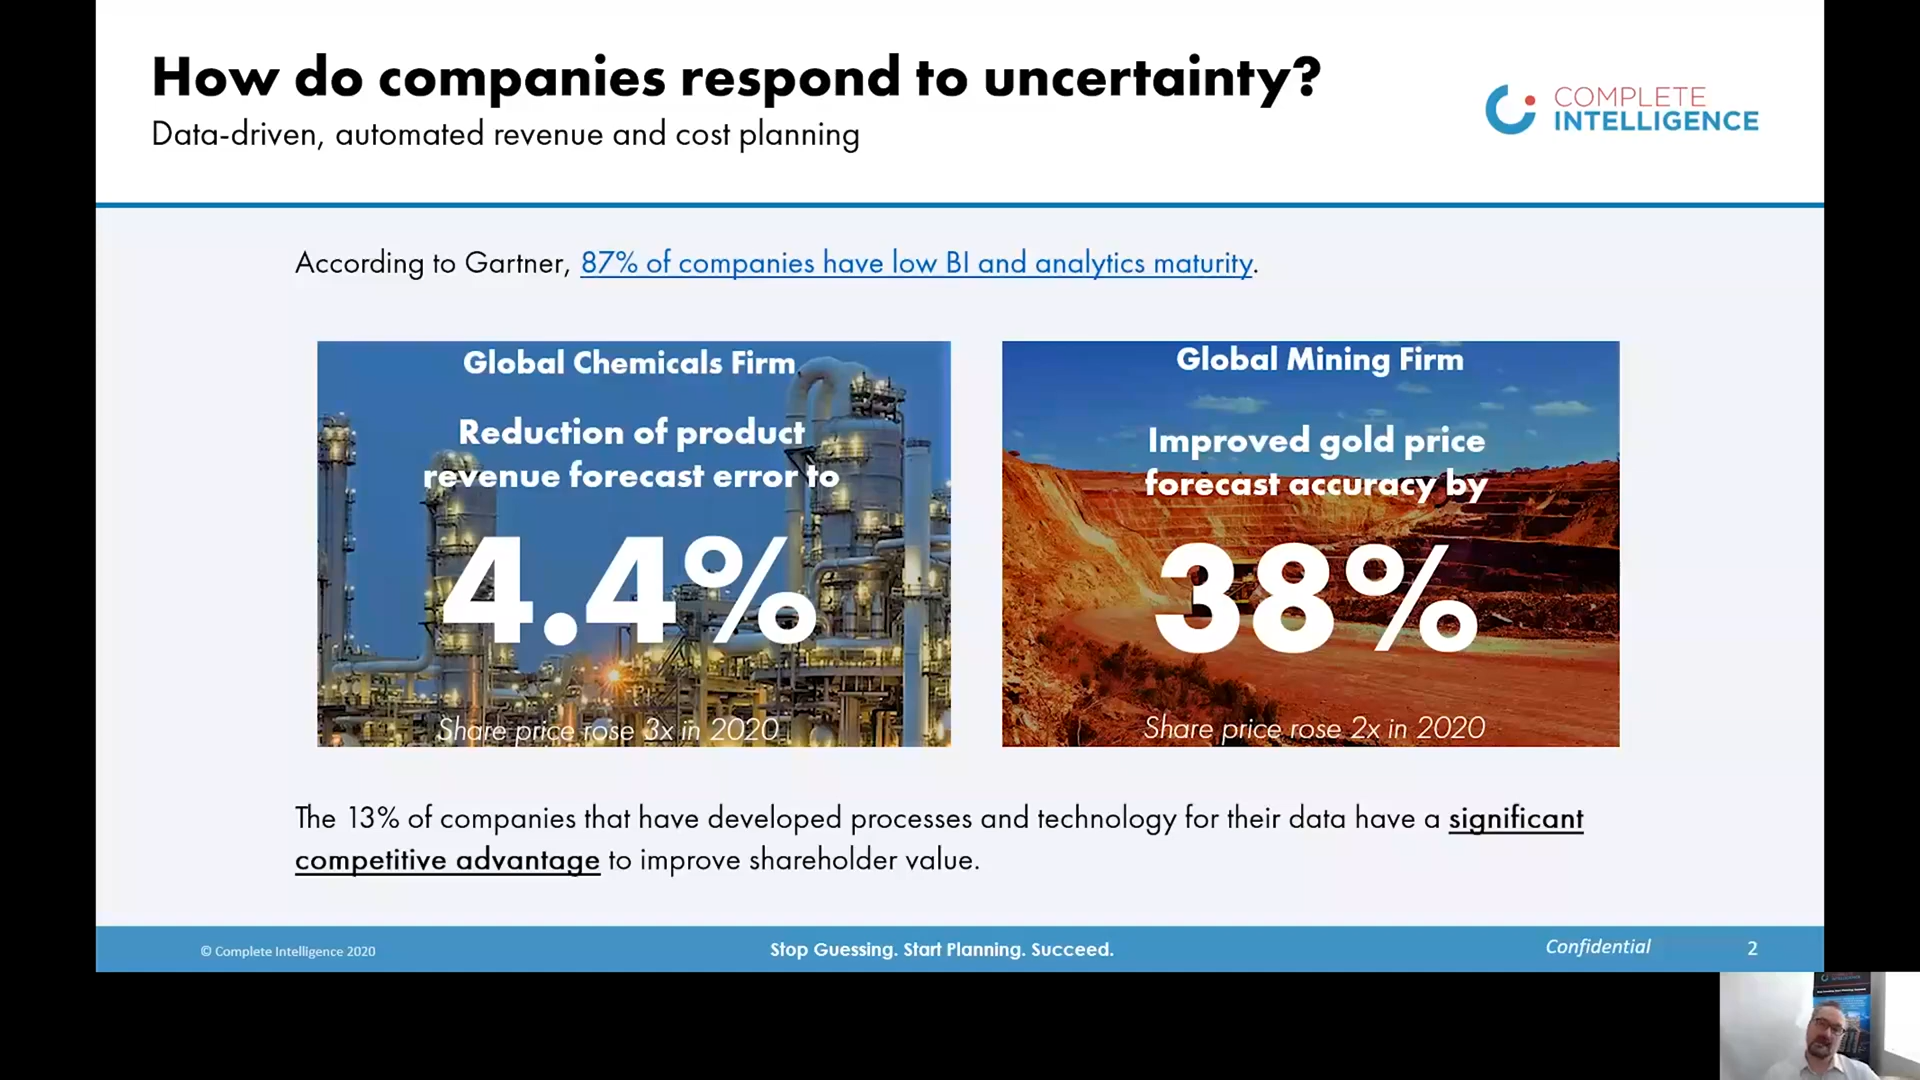 How do companies respond to uncertainty?
Data-driven, automated revenue and cost planning
COMPLETE
INTELLIGENCE
According to Gartner, 87% of companies have low BI and analytics maturity.
Global Chemicals Firm
Reduction of product
revenue forecast error to
4.4%
Share price rose 3x in 2020
Global Mining Firm
Improved gold price
forecast accuracy by
38%
Share price rose 2x in 2020
The 13% of companies that have developed processes and technology for their data have a significant
competitive advantage to improve shareholder value.
© Complete Intelligence 2020
Stop Guessing. Start Planning. Succeed.
Confidential
2